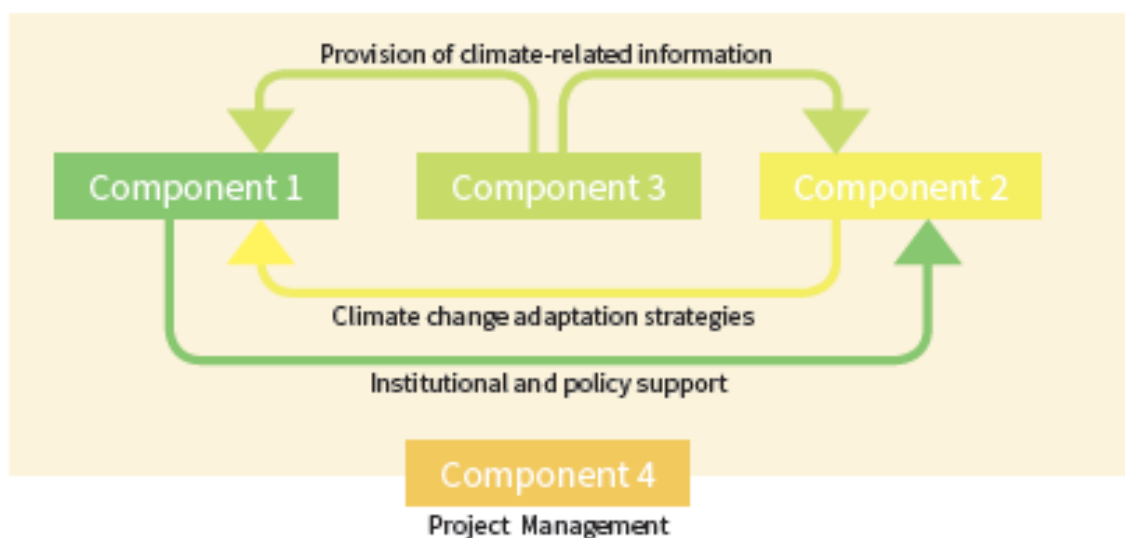 Provision of climate-related information
Component 1
Component 3
Component 2
Climate change adaptation strategies
Institutional and policy support
Component 4
Project Management